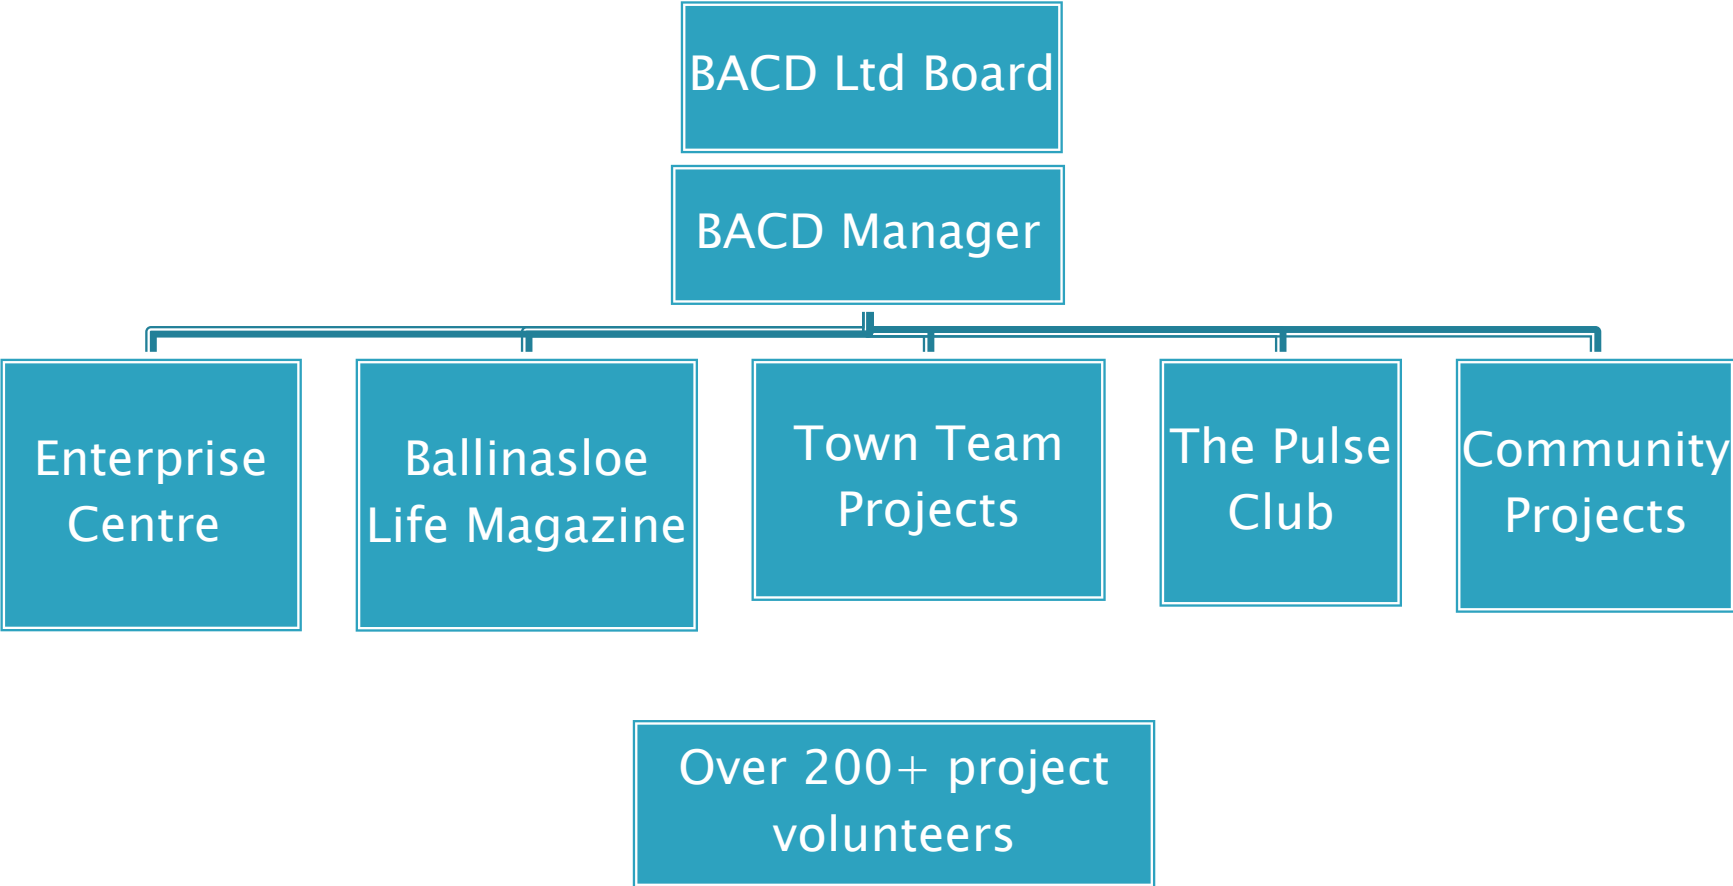 BACD Ltd Board
BACD Manager
Enterprise
Centre
Ballinasloe
Life Magazine
Town Team
Projects
The Pulse
Club
Community
Projects
Over 200+ project
volunteers